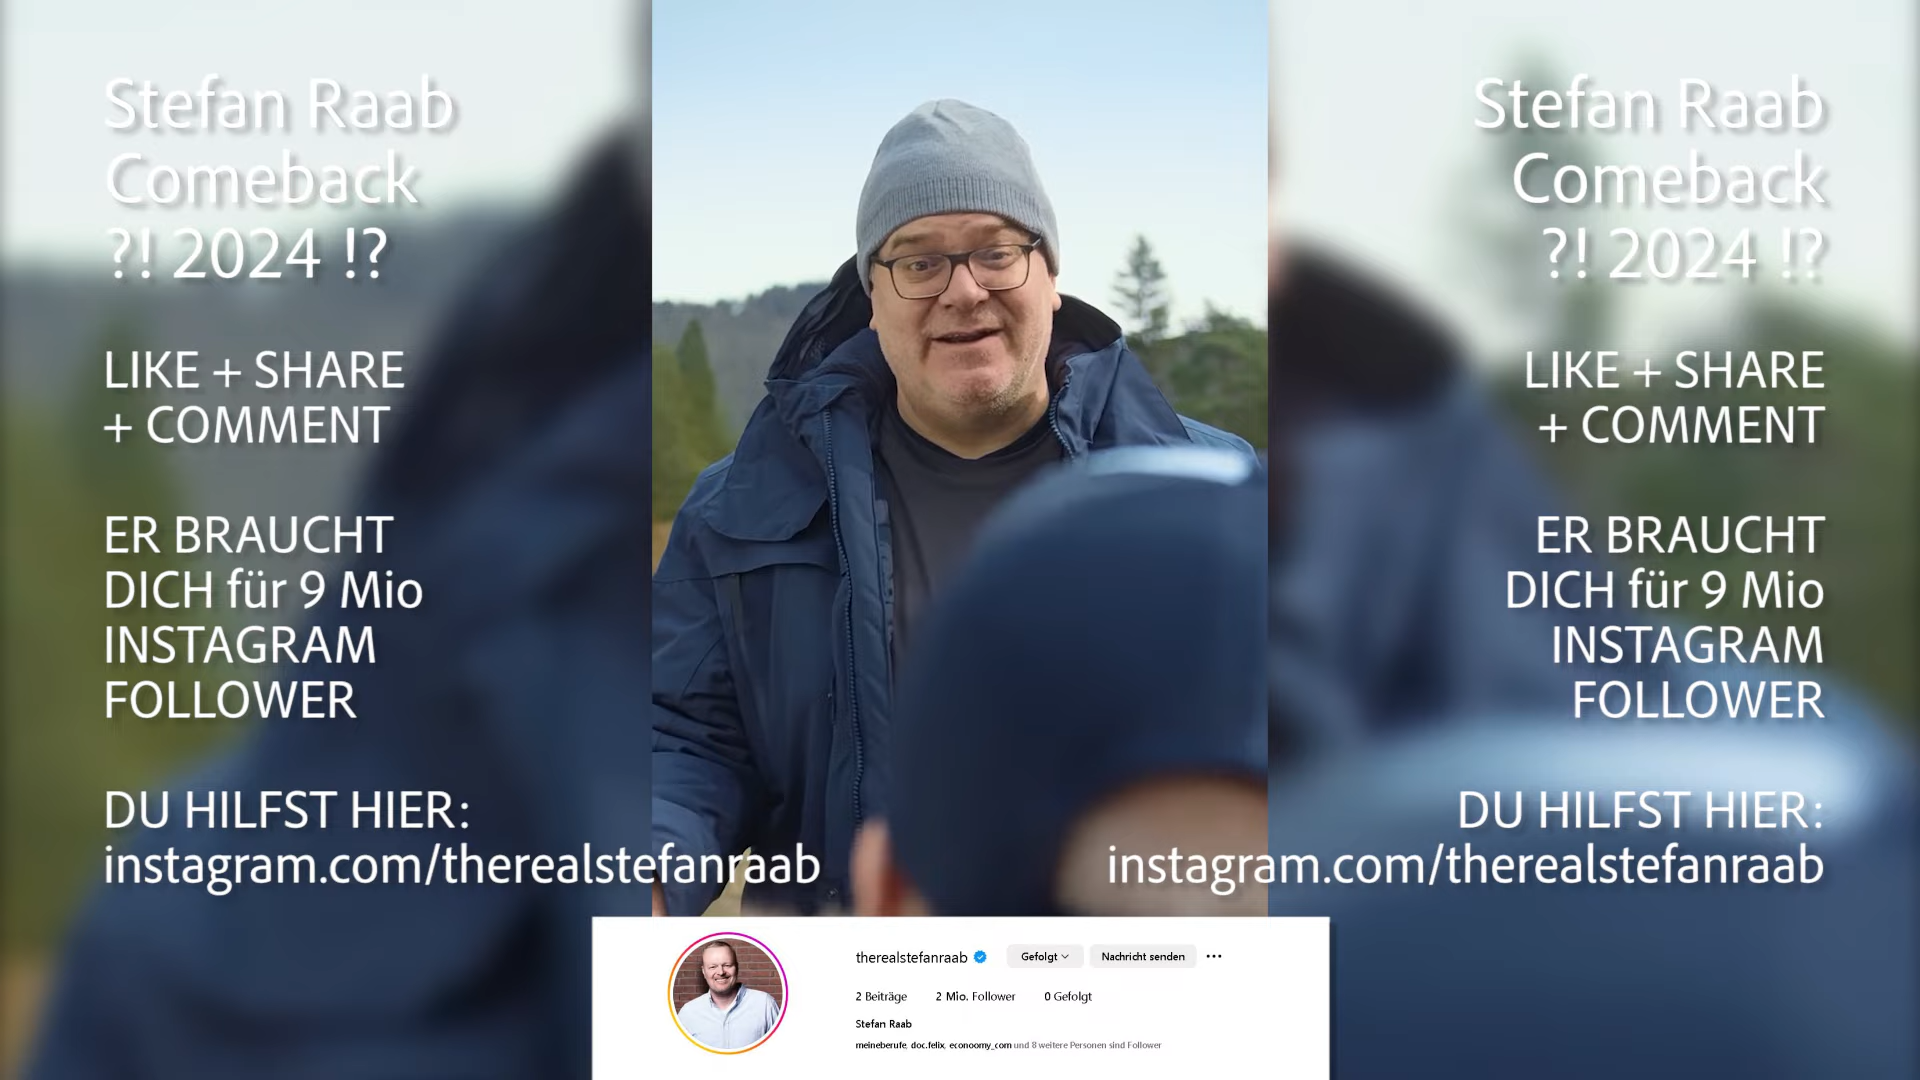 Stefan Raab
Comeback
?! 2024 !?
LIKE + SHARE
+ COMMENT
ER BRAUCHT
DICH für 9 Mio
INSTAGRAM
FOLLOWER
DU HILFST HIER:
instagram.com/therealstefanraab
Stefan Raab
Comeback
?! 2024 !?
LIKE + SHARE
+ COMMENT
ER BRAUCHT
DICH für 9 Mio
INSTAGRAM
FOLLOWER
DU HILFST HIER:
instagram.com/therealstefanraab
therealstefanraab Gefolgt Nachricht senden ...
2 Beiträge 2 Mio. Follower 0 Gefolgt
Stefan Raab
meineberufe, doc.felix, econoomy_com und 8 weitere Personen sind Follower